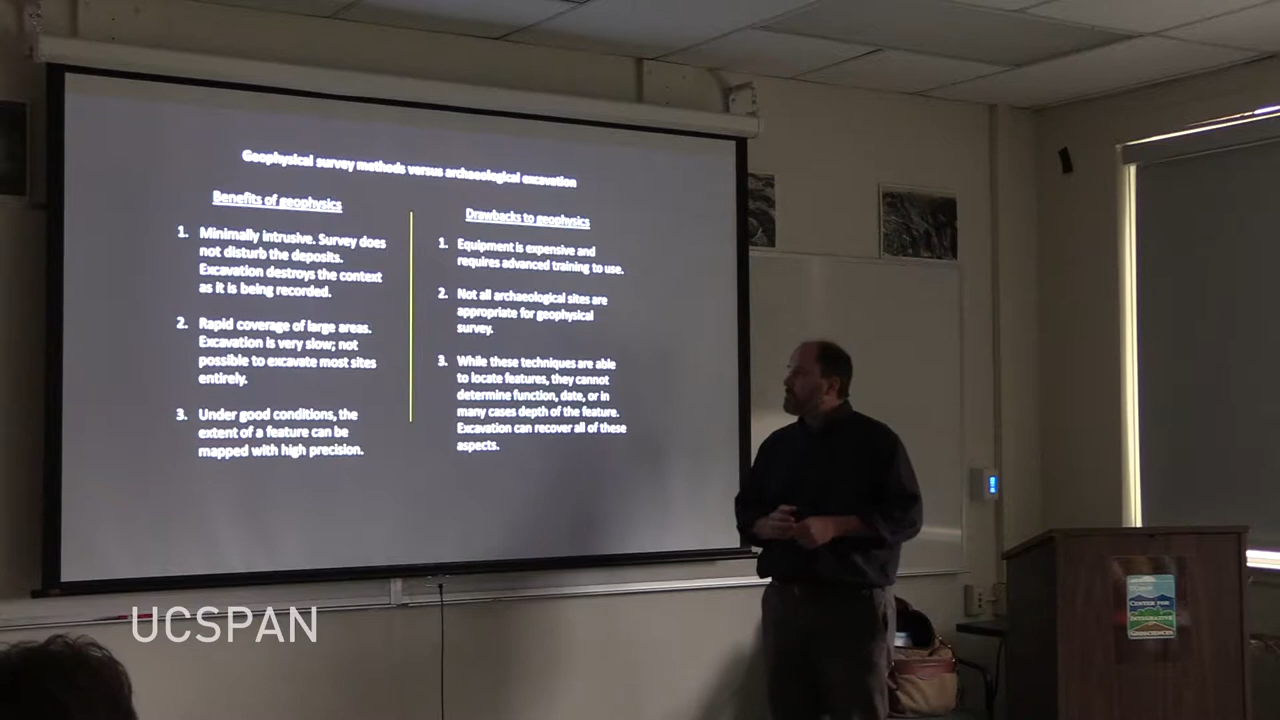 Geophysical survey methods versus archaeological excavation
Benefits of geophysics
1. Minimally intrusive. Survey does
not disturb the deposits.
Excavation destroys the context
as it is being recorded.
2. Rapid coverage of large areas.
Excavation is very slow; not
possible to excavate most sites
entirely.
3. Under good conditions, the
extent of a feature can be
mapped with high precision.
Drawbacks to geophysics
1. Equipment is expensive and
requires advanced training to use.
2. Not all archaeological sites are
appropriate for geophysical
survey.
3. While these techniques are able
to locate features, they cannot
determine function, date, or in
many cases depth of the feature.
Excavation can recover all of these
aspects.
UCSPAN
CENTER FOR
INTEGRATIVE
GEOSCIENCES